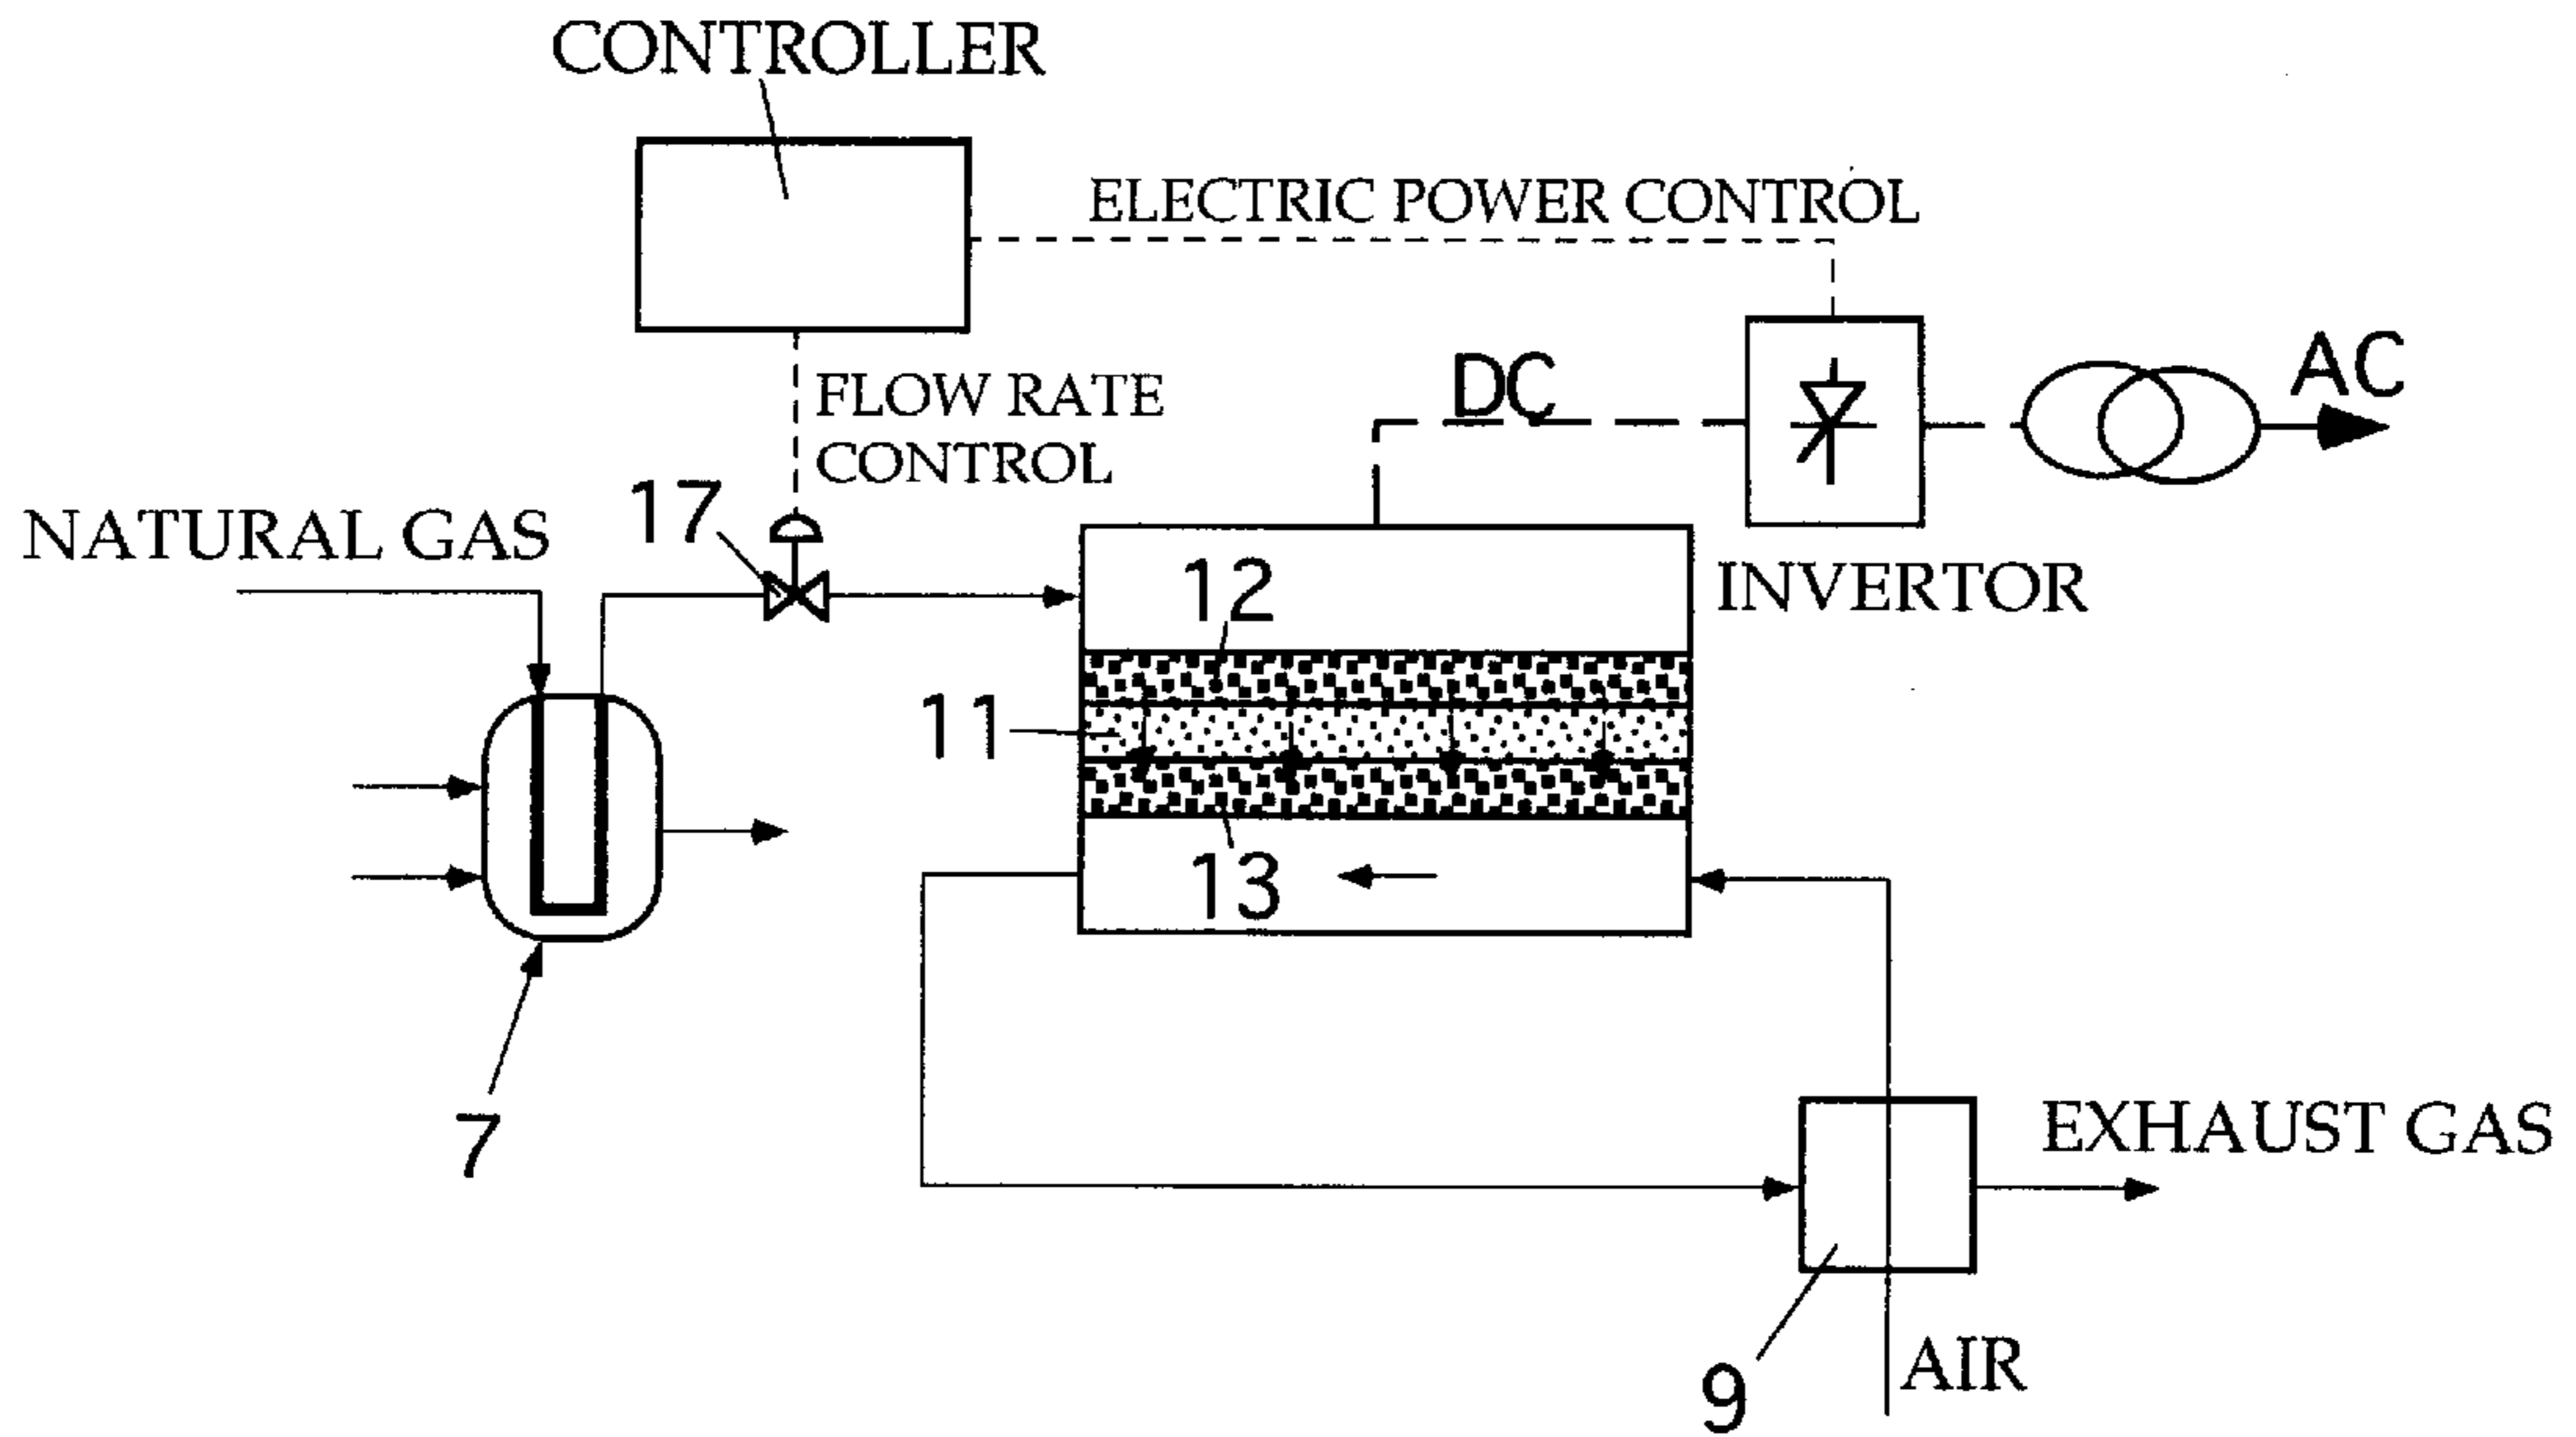 CONTROLLER
ELECTRIC POWER CONTROL
DC
AC
FLOW RATE
CONTROL
17
NATURAL GAS
12
INVERTOR
11
13
7
EXHAUST GAS
9
AIR